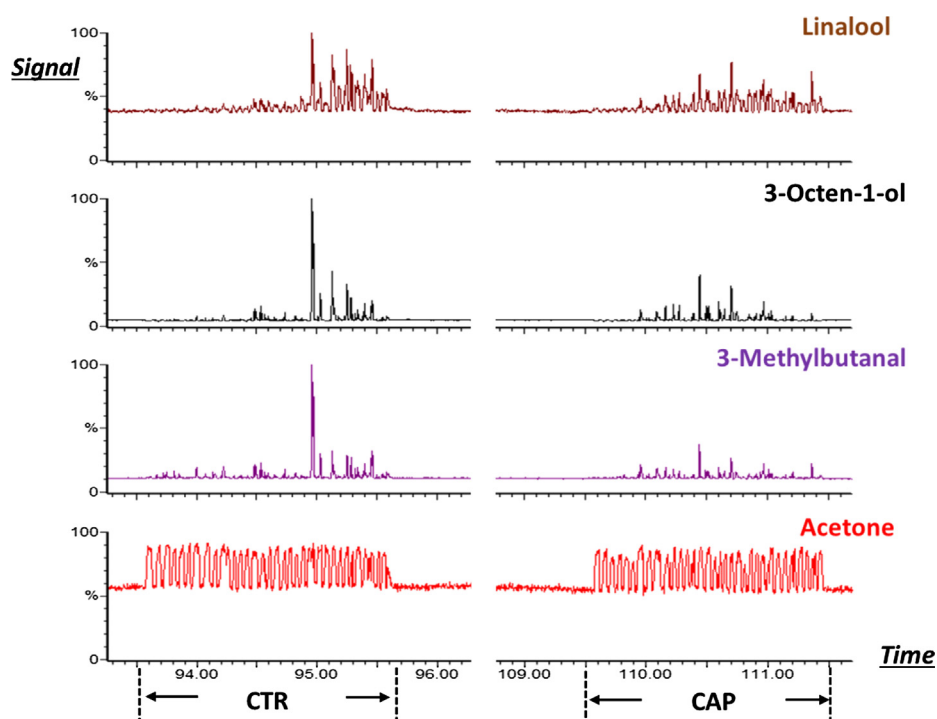 Linalool
Signal
100
%
0
3-Octen-1-ol
100
%
0
3-Methylbutanal
100
%
0
Acetone
100
%
0
Time
94.00 95.00 96.00 109.00 110.00 111.00
CTR CAP